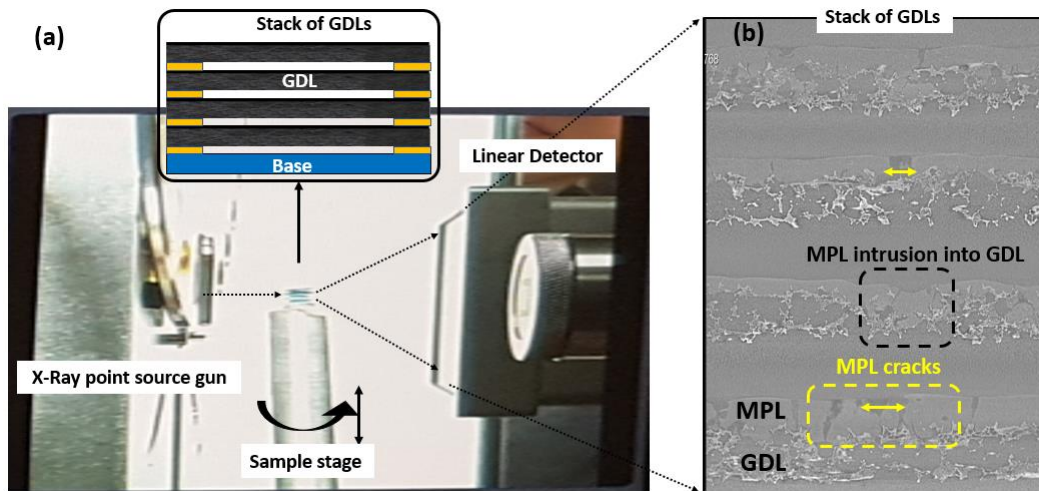 (a)
Stack of GDLs
GDL
Base
Linear Detector
X-Ray point source gun
Sample stage
(b)
Stack of GDLs
MPL intrusion into GDL
MPL cracks
MPL
GDL